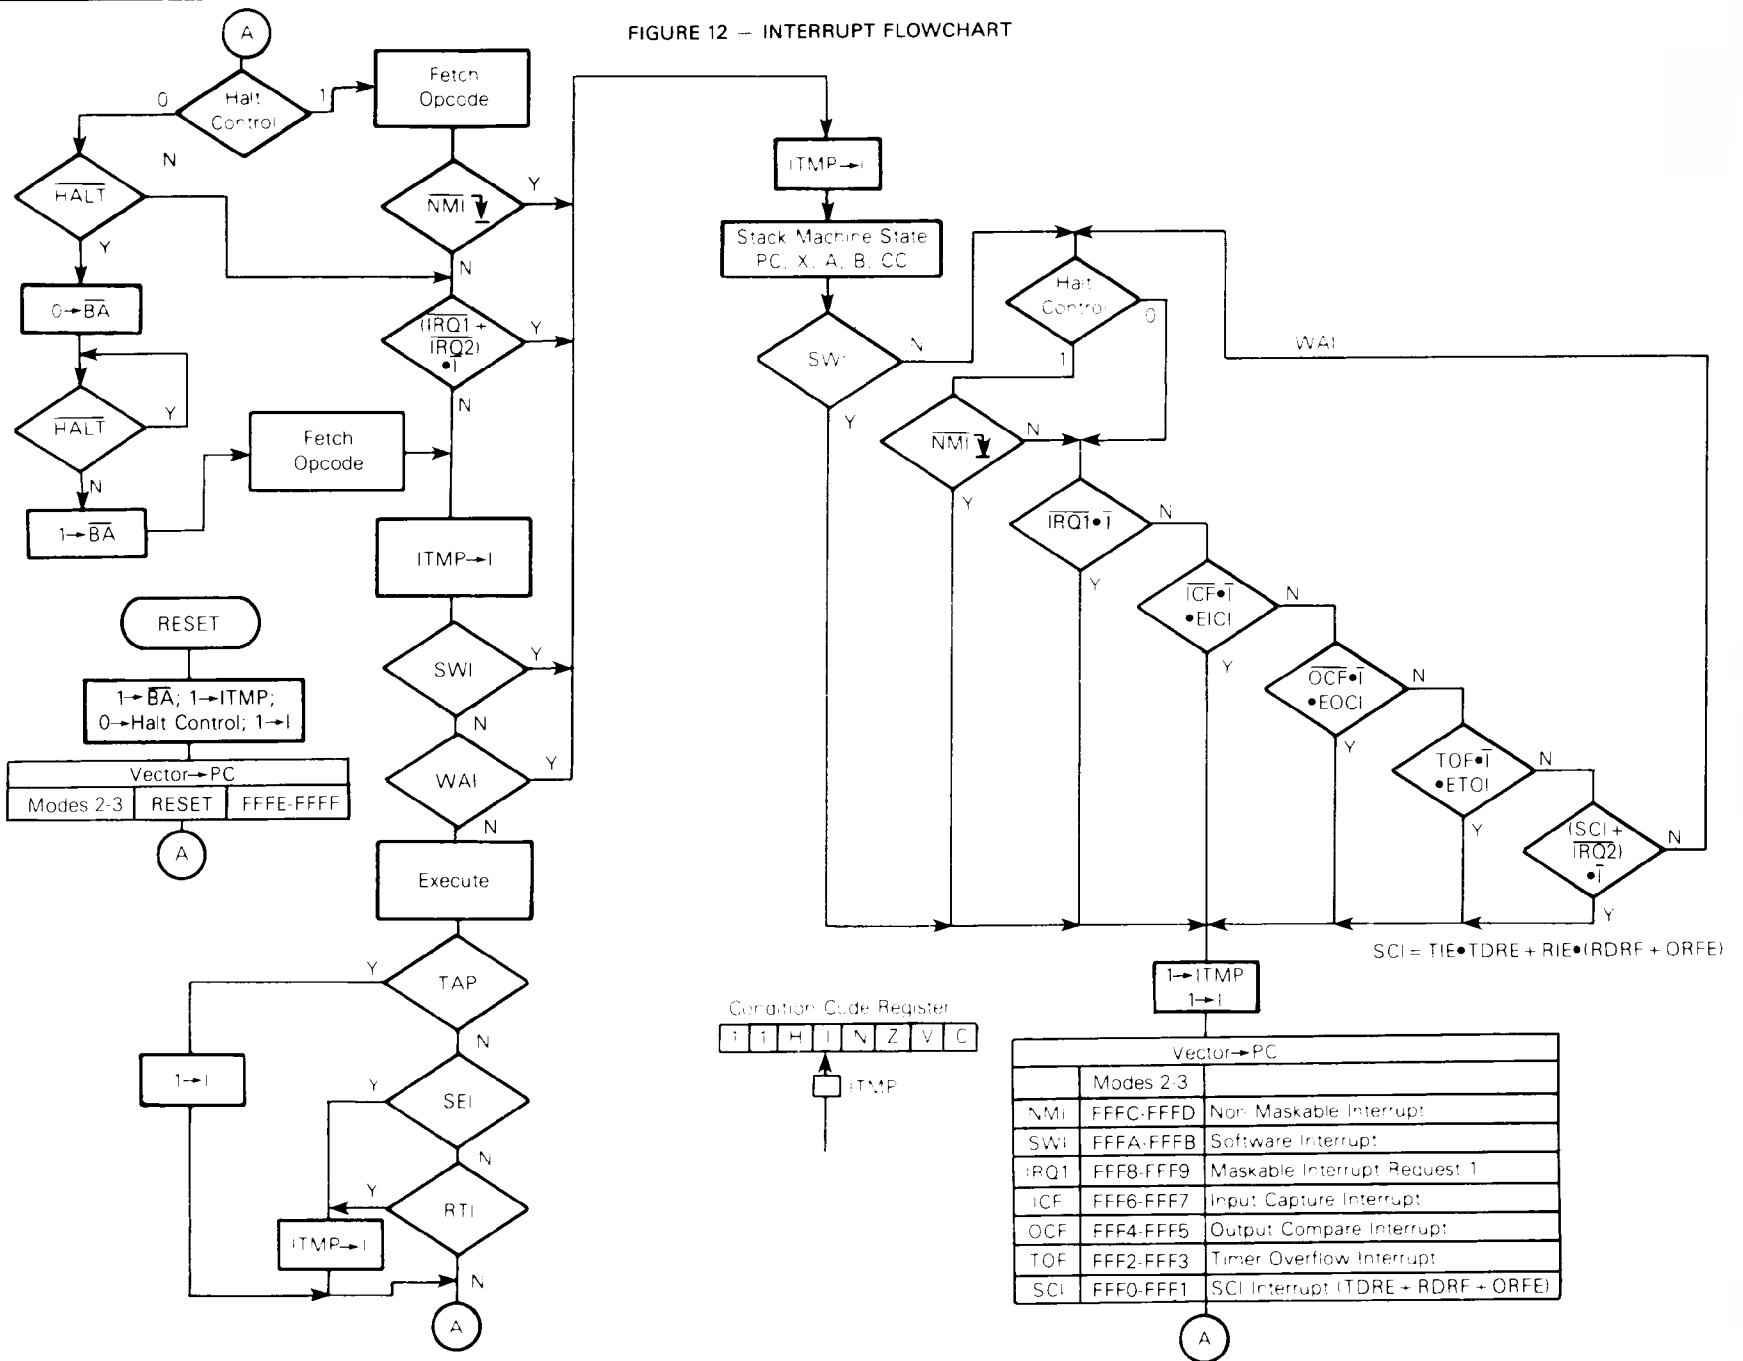 FIGURE 12 — INTERRUPT FLOWCHART
A
Halt
Control
0
1
Fetch
Opcode
N
HALT
Y
NMI
Y
N
0→BA
(IRQ1 +
IRQ2)
•I
Y
N
HALT
Y
N
1→BA
Fetch
Opcode
ITMP→I
SWI
Y
N
WAI
Y
N
Execute
TAP
Y
N
1→I
SEI
Y
N
RTI
Y
N
ITMP→I
A
RESET
1→BA; 1→ITMP;
0→Halt Control; 1→I
Vector→PC
Modes 2-3 RESET FFFE-FFFF
A
ITMP→I
Stack Machine State
PC, X, A, B, CC
SWI
N
Y
Halt
Control
0
1
WAI
NMI
N
Y
IRQ1•I
N
Y
ICF•I
•EICI
N
Y
OCF•I
•EOCI
N
Y
TOF•I
•ETOI
N
Y
(SCI +
IRQ2)
•I
N
Y
SCI = TIE•TDRE + RIE•(RDRF + ORFE)
1→ITMP
1→I
Condition Code Register
1 1 H I N Z V C
ITMP
Vector→PC
Modes 2-3
NMI FFFC-FFFD Non Maskable Interrupt
SWI FFFA-FFFB Software Interrupt
IRQ1 FFF8-FFF9 Maskable Interrupt Request 1
ICF FFF6-FFF7 Input Capture Interrupt
OCF FFF4-FFF5 Output Compare Interrupt
TOF FFF2-FFF3 Timer Overflow Interrupt
SCI FFF0-FFF1 SCI Interrupt (TDRE + RDRF + ORFE)
A